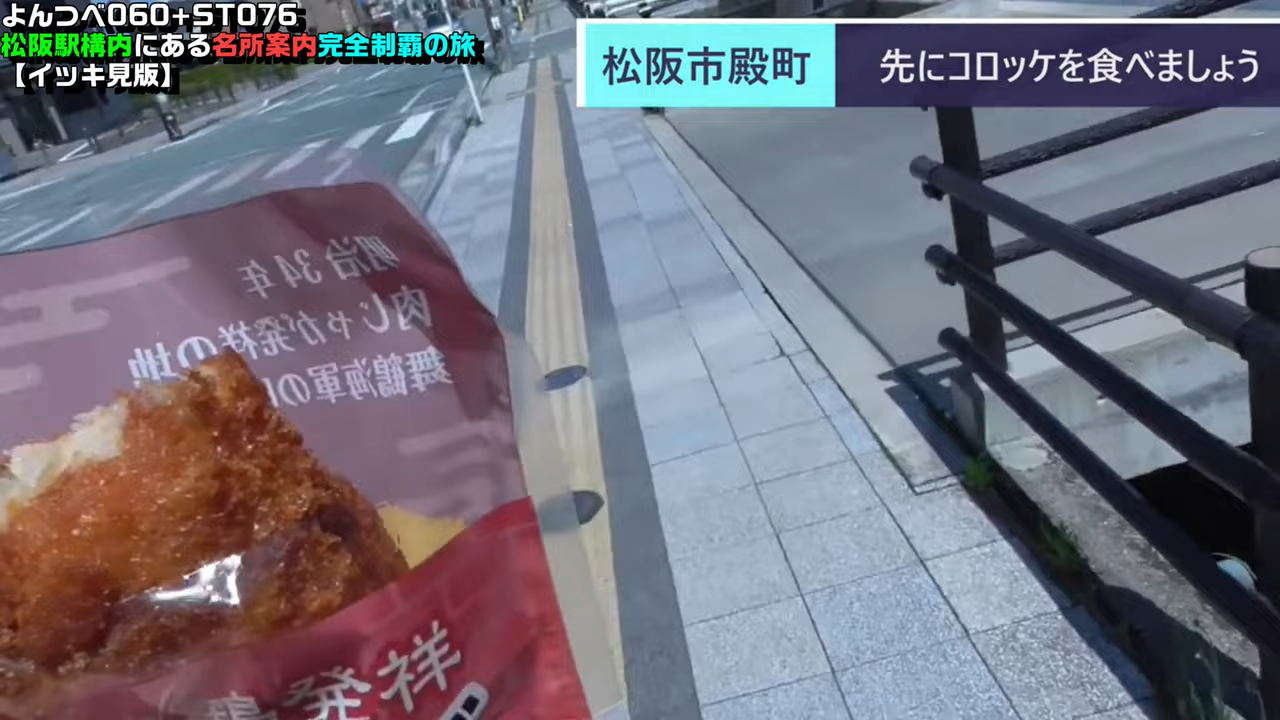 よんつべ060+ST076
松阪駅構内にある名所案内完全制覇の旅
【イツキ見版】
松阪市殿町
先にコロッケを食べましょう
明治34年
肉じゃが発祥の地
舞鶴海軍の
発祥